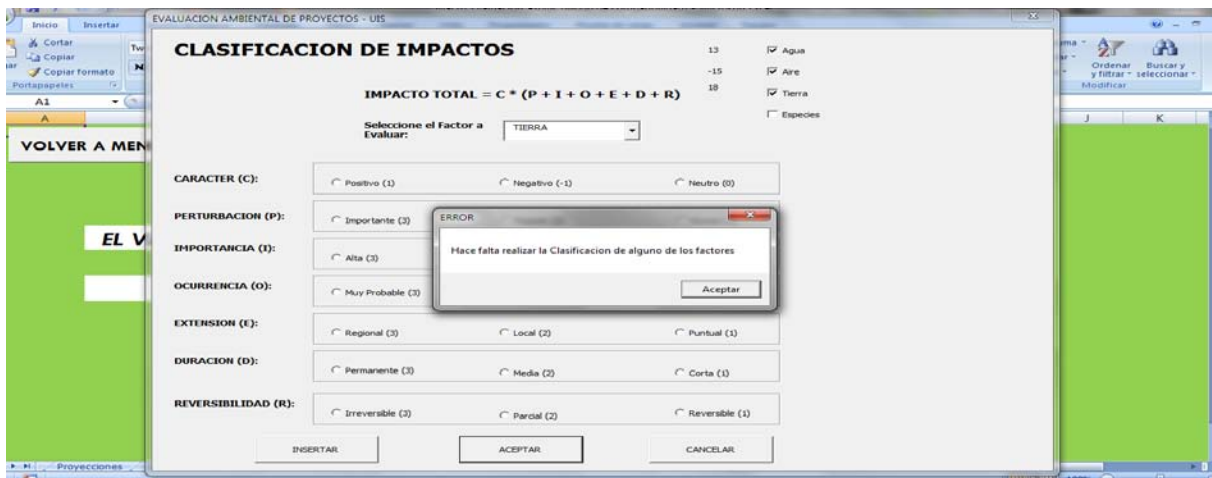 Inicio Insertar
EVALUACION AMBIENTAL DE PROYECTOS - UIS
Cortar
Copiar
Copiar formato
Portapapeles
Tw
N
Ordenar y filtrar
Buscar y seleccionar
Modificar
A1
A J K
VOLVER A MEN
EL V
CLASIFICACION DE IMPACTOS
13 Agua
-15 Aire
18 Tierra
Especies
IMPACTO TOTAL = C * (P + I + O + E + D + R)
Seleccione el Factor a Evaluar: TIERRA
CARACTER (C): Positivo (1) Negativo (-1) Neutro (0)
PERTURBACION (P): Importante (3)
IMPORTANCIA (I): Alta (3)
OCURRENCIA (O): Muy Probable (3)
ERROR
Hace falta realizar la Clasificacion de alguno de los factores
Aceptar
EXTENSION (E): Regional (3) Local (2) Puntual (1)
DURACION (D): Permanente (3) Media (2) Corta (1)
REVERSIBILIDAD (R): Irreversible (3) Parcial (2) Reversible (1)
INSERTAR ACEPTAR CANCELAR
Proyecciones